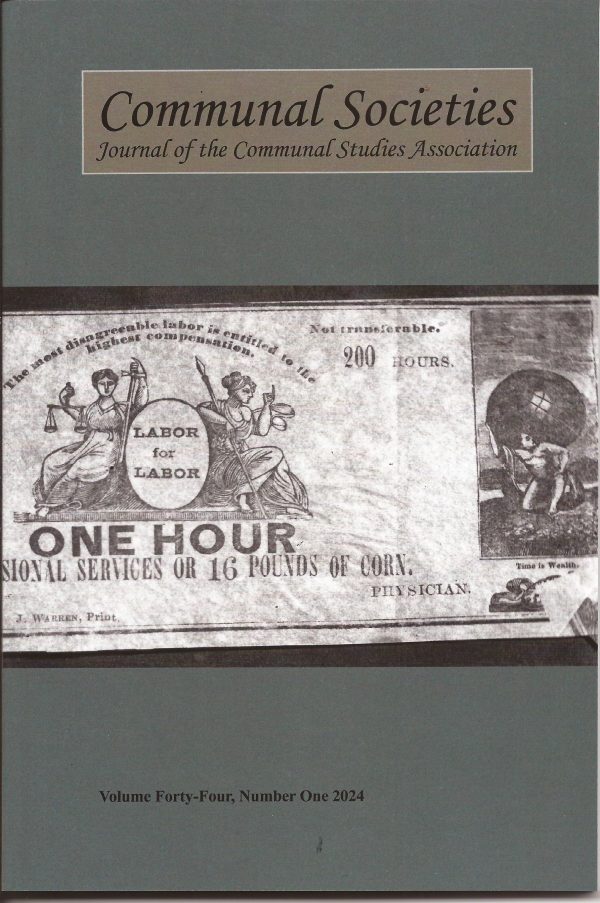 Communal Societies
Journal of the Communal Studies Association
The most disagreeable labor is entitled to the
highest compensation.
Not transferable.
200 HOURS.
LABOR
for
LABOR
ONE HOUR
SIONAL SERVICES OR 16 POUNDS OF CORN.
PHYSICIAN.
Time is Wealth.
J. WARREN, Print.
Volume Forty-Four, Number One 2024